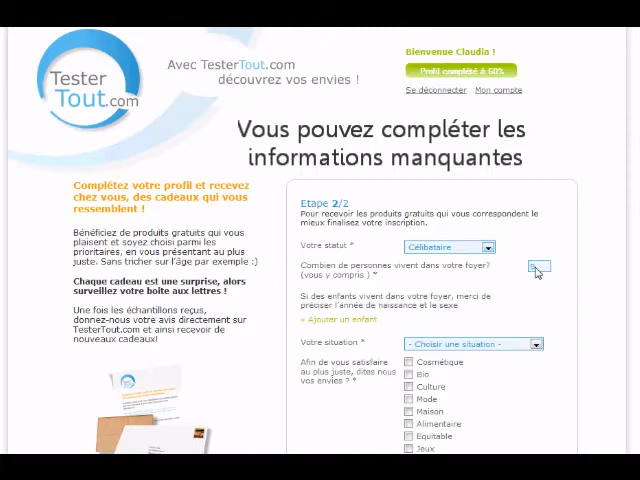 Tester
Tout.com
Avec TesterTout.com
découvrez vos envies !
Bienvenue Claudia !
Profil complété à 60%
Se déconnecter Mon compte
Vous pouvez compléter les
informations manquantes
Complétez votre profil et recevez
chez vous, des cadeaux qui vous
ressemblent !
Bénéficiez de produits gratuits qui vous
plaisent et soyez choisi parmi les
prioritaires, en vous présentant au plus
juste. Sans tricher sur l'âge par exemple :)
Chaque cadeau est une surprise, alors
surveillez votre boite aux lettres !
Une fois les échantillons reçus,
donnez-nous votre avis directement sur
TesterTout.com et ainsi recevoir de
nouveaux cadeaux!
Etape 2/2
Pour recevoir les produits gratuits qui vous correspondent le
mieux finalisez votre inscription.
Votre statut * Célibataire
Combien de personnes vivent dans votre foyer?
(vous y compris ) *
Si des enfants vivent dans votre foyer, merci de
préciser l'année de naissance et le sexe
» Ajouter un enfant
Votre situation * - Choisir une situation -
Afin de vous satisfaire
au plus juste, dites nous
vos envies ? *
Cosmétique
Bio
Culture
Mode
Maison
Alimentaire
Equitable
Jeux